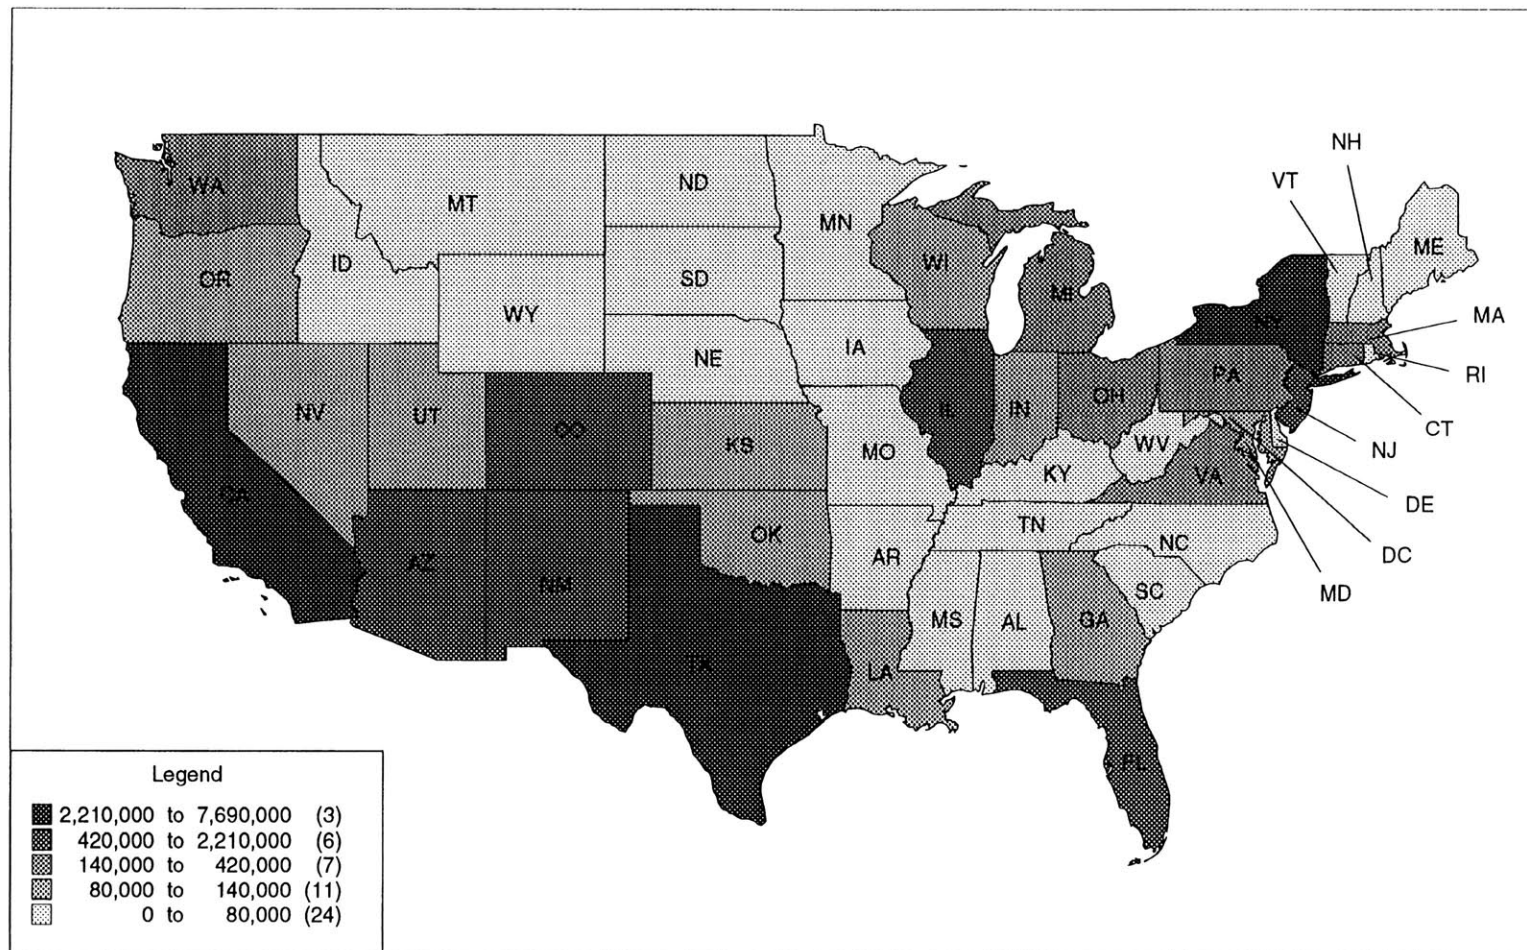 NH
VT
WA
MT
ND
MN
ME
OR
ID
SD
WI
MI
NY
MA
WY
IA
NE
PA
RI
NV
UT
CO
IL
IN
OH
CT
KS
MO
WV
NJ
KY
VA
CA
DE
TN
OK
NC
AZ
AR
DC
NM
SC
MD
MS
AL
GA
TX
LA
FL
Legend
2,210,000 to 7,690,000 (3)
420,000 to 2,210,000 (6)
140,000 to 420,000 (7)
80,000 to 140,000 (11)
0 to 80,000 (24)